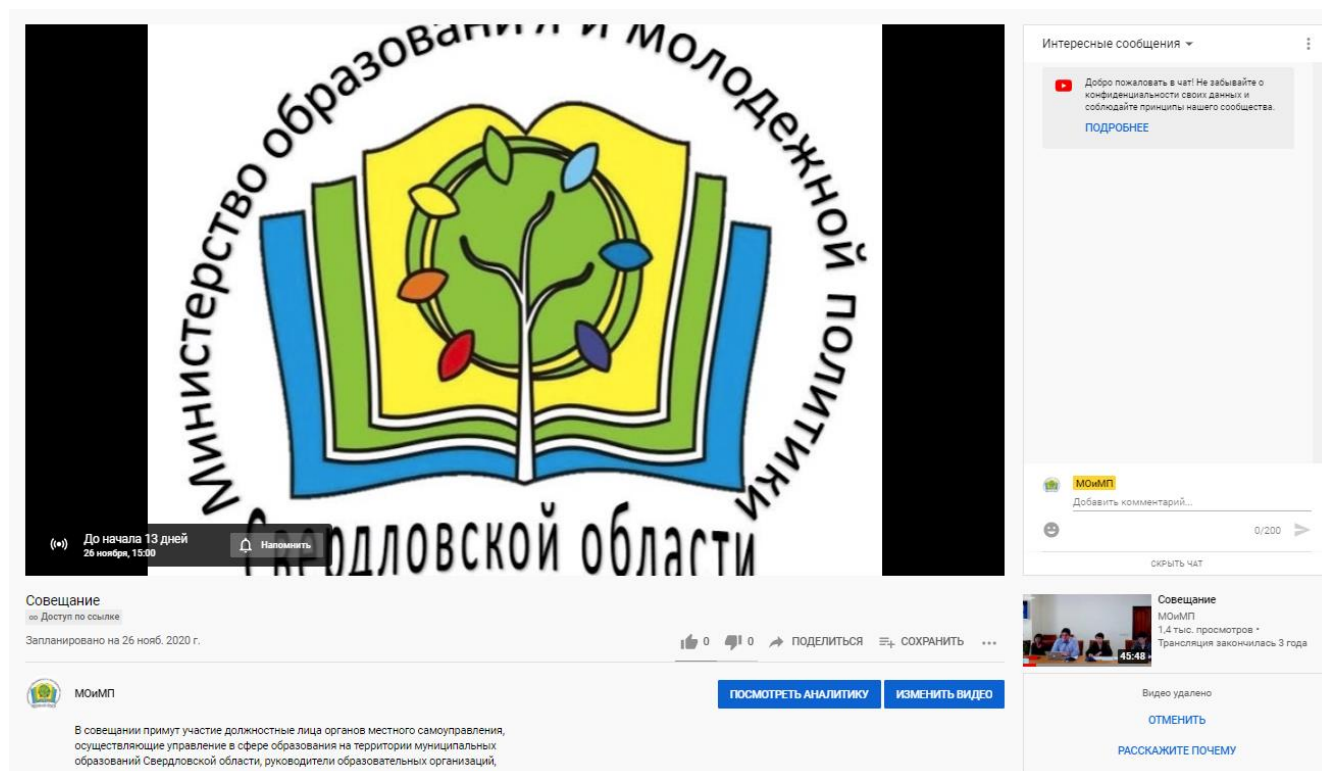 Министерство образования и молодежной политики
Свердловской области
До начала 13 дней
26 ноября, 15:00
Напомнить
Совещание
Доступ по ссылке
Запланировано на 26 нояб. 2020 г.
0
0
ПОДЕЛИТЬСЯ
СОХРАНИТЬ
МОиМП
ПОСМОТРЕТЬ АНАЛИТИКУ
ИЗМЕНИТЬ ВИДЕО
В совещании примут участие должностные лица органов местного самоуправления,
осуществляющие управление в сфере образования на территории муниципальных
образований Свердловской области, руководители образовательных организаций,
Интересные сообщения
Добро пожаловать в чат! Не забывайте о
конфиденциальности своих данных и
соблюдайте принципы нашего сообщества.
ПОДРОБНЕЕ
МОиМП
Добавить комментарий...
0/200
СКРЫТЬ ЧАТ
45:48
Совещание
МОиМП
1,4 тыс. просмотров •
Трансляция закончилась 3 года
Видео удалено
ОТМЕНИТЬ
РАССКАЖИТЕ ПОЧЕМУ